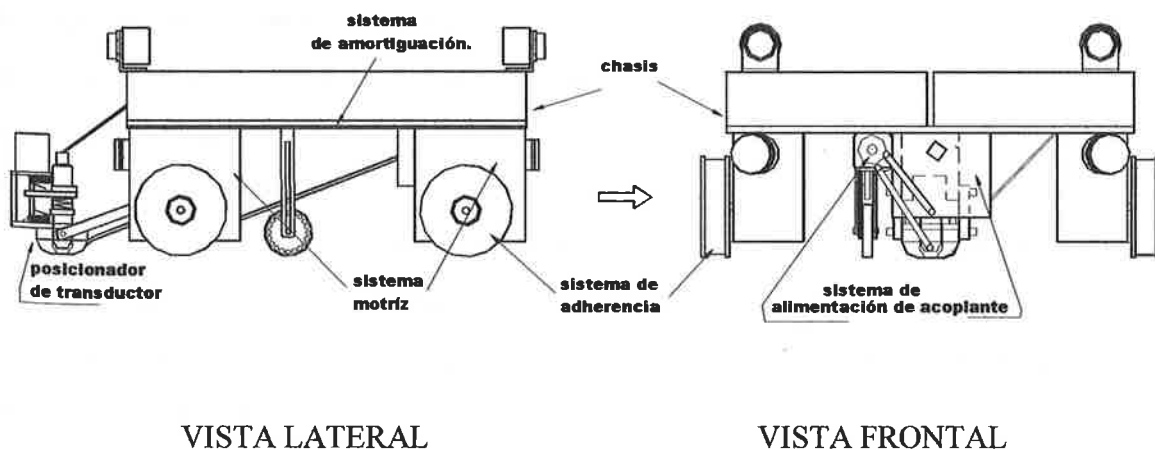 sistema
de amortiguación.
chasis
posicionador
de transductor
sistema
motríz
sistema de
adherencia
sistema de
alimentación de acoplante
VISTA LATERAL
VISTA FRONTAL